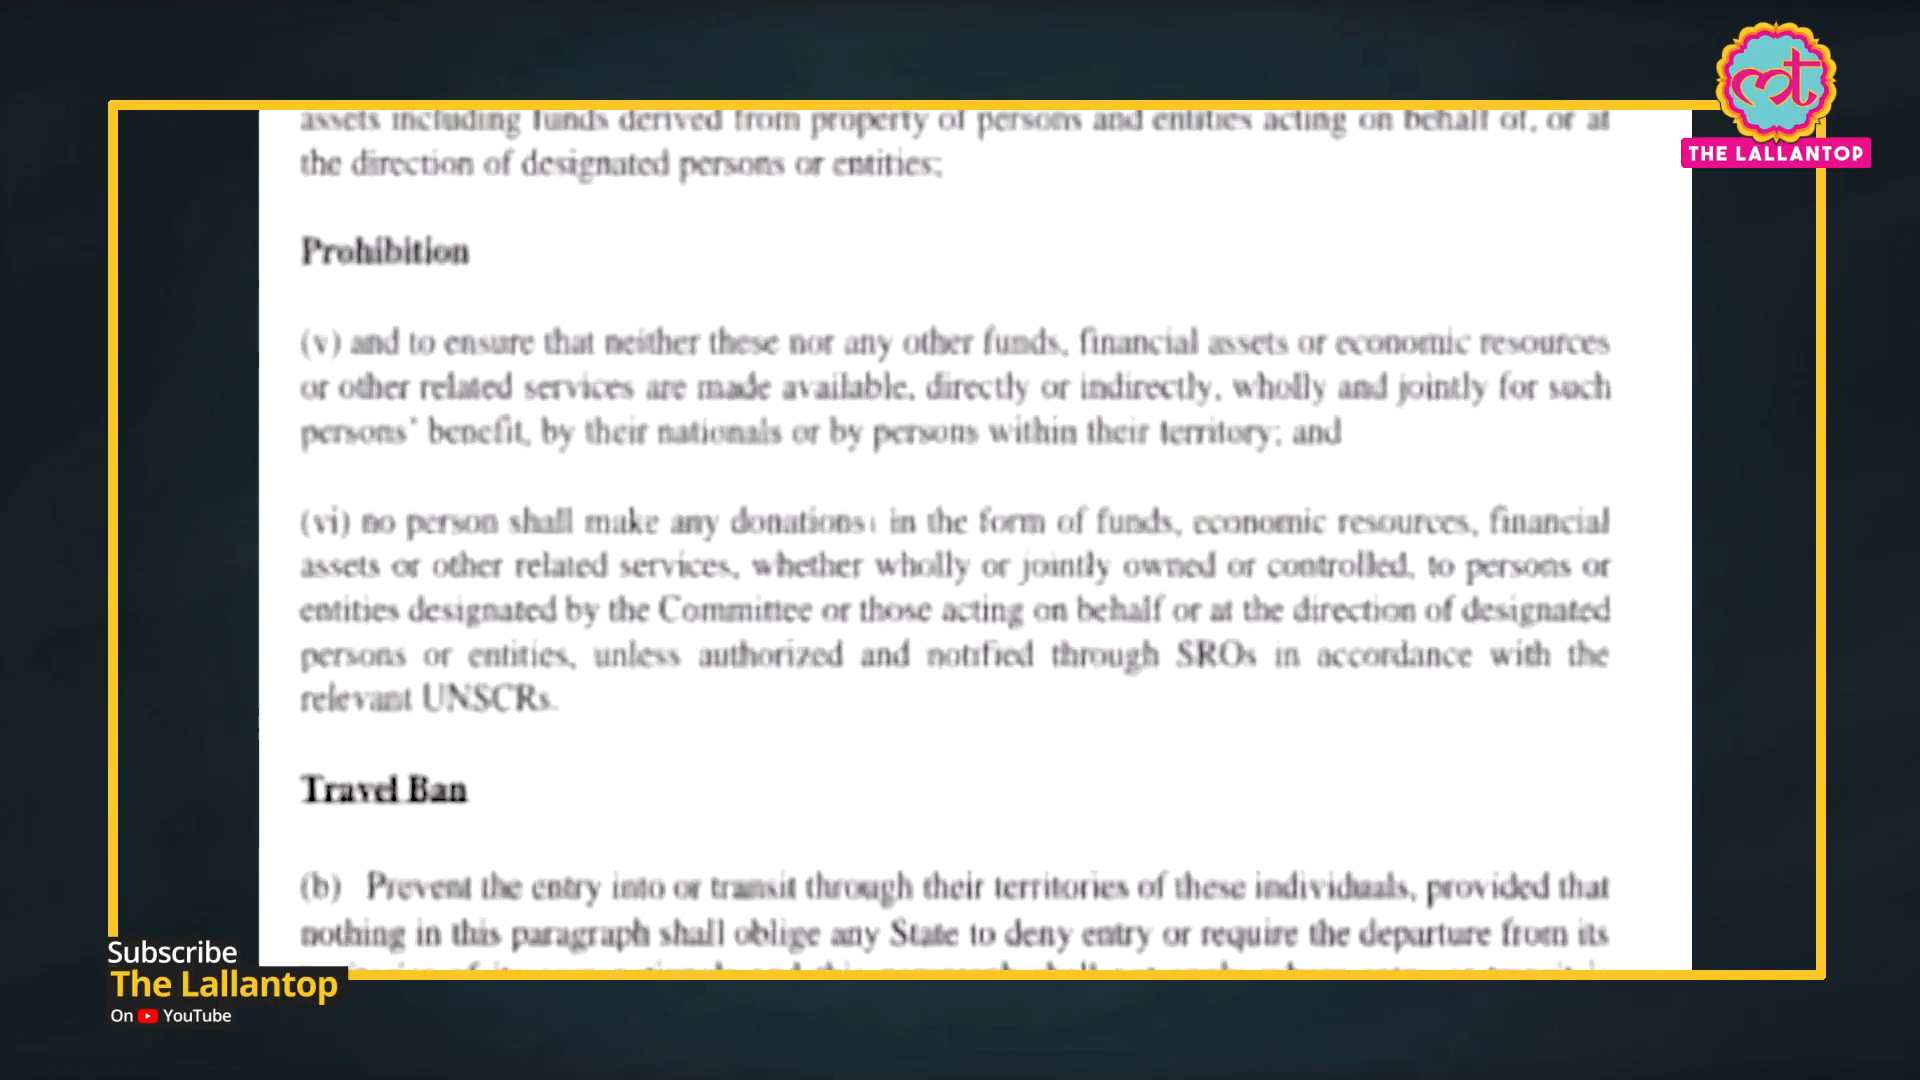 THE LALLANTOP
assets including funds derived from property of persons and entities acting on behalf of, or at
the direction of designated persons or entities;
Prohibition
(v) and to ensure that neither these nor any other funds, financial assets or economic resources
or other related services are made available, directly or indirectly, wholly and jointly for such
persons' benefit, by their nationals or by persons within their territory; and
(vi) no person shall make any donations; in the form of funds, economic resources, financial
assets or other related services, whether wholly or jointly owned or controlled, to persons or
entities designated by the Committee or those acting on behalf or at the direction of designated
persons or entities, unless authorized and notified through SROs in accordance with the
relevant UNSCRs.
Travel Ban
(b) Prevent the entry into or transit through their territories of these individuals, provided that
nothing in this paragraph shall oblige any State to deny entry or require the departure from its
Subscribe
The Lallantop
On YouTube